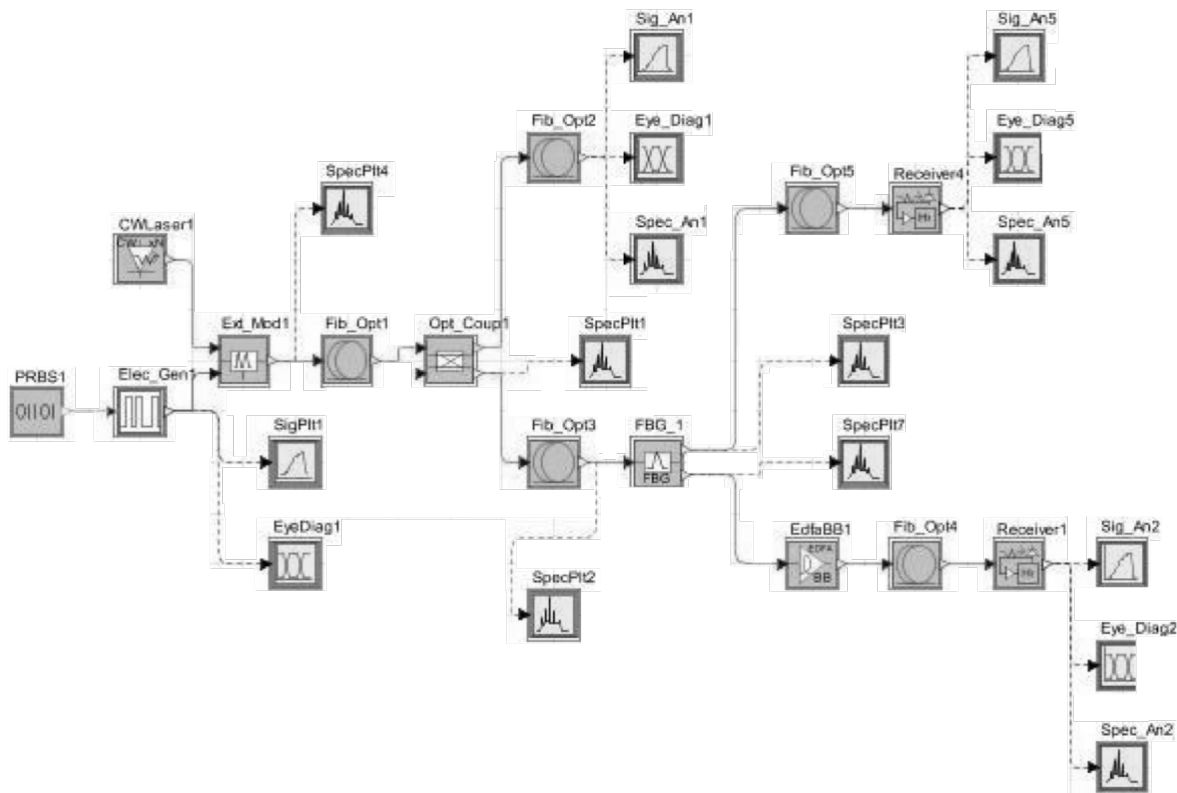 Sig_An1
Sig_An5
Fib_Opt2
Eye_Diag1
Eye_Diag5
SpecPlt4
Fib_Opt5
Receiver4
CWLaser1
Spec_An1
Spec_An5
Ext_Mod1
Fib_Opt1
Opt_Coup1
SpecPlt1
SpecPlt3
PRBS1
Elec_Gen1
01101
SigPlt1
Fib_Opt3
FBG_1
SpecPlt7
FBG
EyeDiag1
EdfaBB1
Fib_Opt4
Receiver1
Sig_An2
EDFA
BB
SpecPlt2
Eye_Diag2
Spec_An2